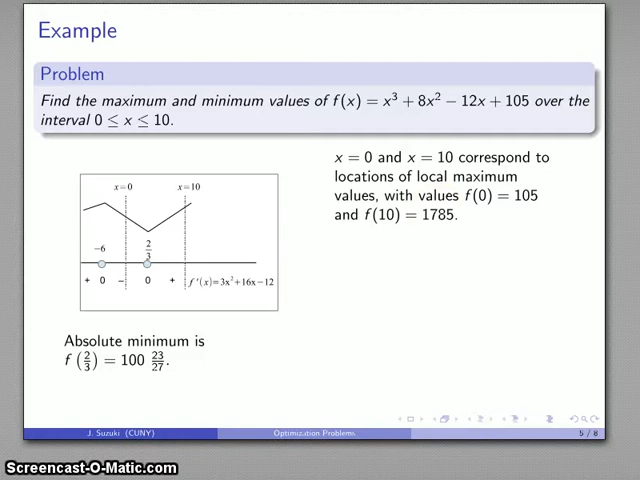 Example
Problem
Find the maximum and minimum values of f(x) = x³ + 8x² − 12x + 105 over the
interval 0 ≤ x ≤ 10.
x = 0 and x = 10 correspond to
locations of local maximum
values, with values f(0) = 105
and f(10) = 1785.
x=0 x=10
−6 2/3
+ 0 − 0 + f'(x)=3x²+16x−12
Absolute minimum is
f (2/3) = 100 23/27.
J. Suzuki (CUNY) Optimization Problems 5 / 8
Screencast-O-Matic.com